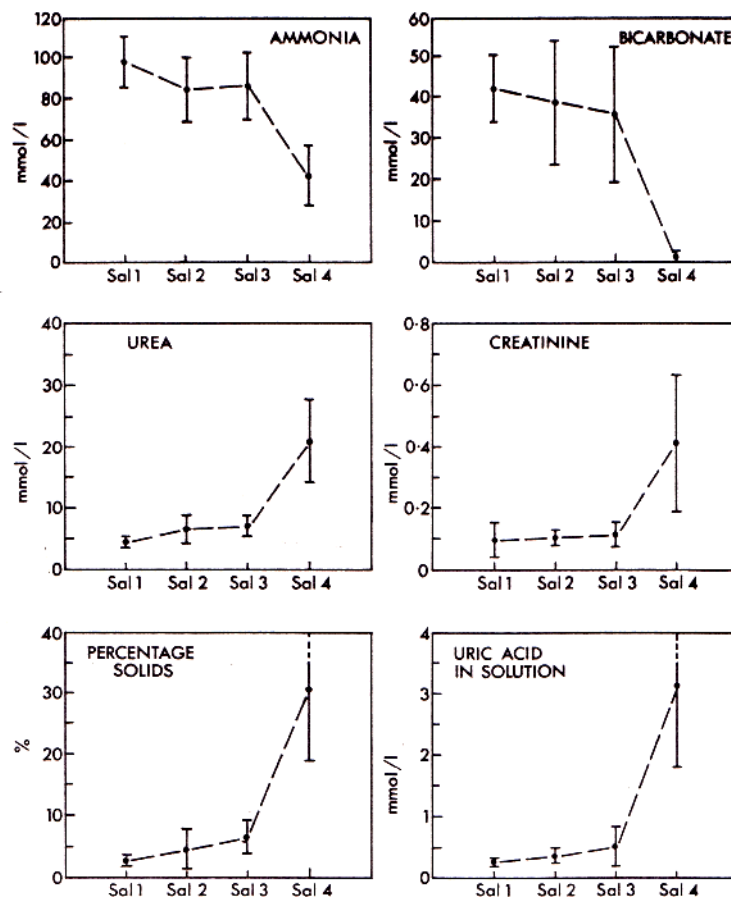 AMMONIA
120
100
80
60
40
20
0
mmol/l
Sal 1 Sal 2 Sal 3 Sal 4
BICARBONATE
60
50
40
30
20
10
0
mmol/l
Sal 1 Sal 2 Sal 3 Sal 4
UREA
40
30
20
10
0
mmol/l
Sal 1 Sal 2 Sal 3 Sal 4
CREATININE
0·8
0·6
0·4
0·2
0
mmol/l
Sal 1 Sal 2 Sal 3 Sal 4
PERCENTAGE
SOLIDS
40
30
20
10
0
%
Sal 1 Sal 2 Sal 3 Sal 4
URIC ACID
IN SOLUTION
4
3
2
1
0
mmol/l
Sal 1 Sal 2 Sal 3 Sal 4